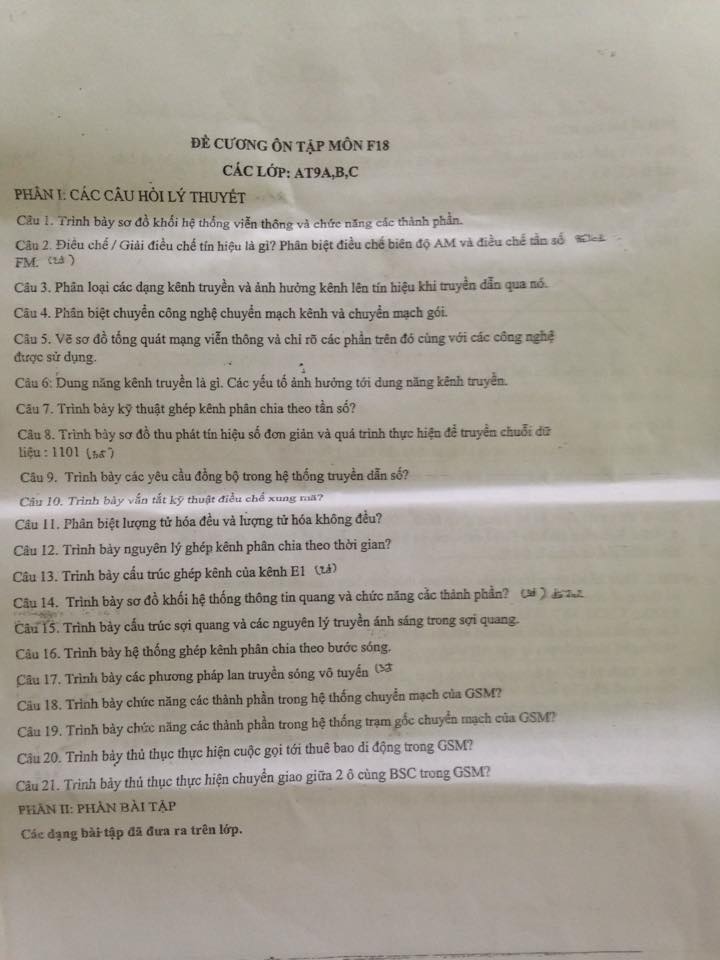 ĐỀ CƯƠNG ÔN TẬP MÔN F18
CÁC LỚP: AT9A,B,C
PHẦN I: CÁC CÂU HỎI LÝ THUYẾT
Câu 1. Trình bày sơ đồ khối hệ thống viễn thông và chức năng các thành phần.
Câu 2. Điều chế / Giải điều chế tín hiệu là gì? Phân biệt điều chế biên độ AM và điều chế tần số
FM.
Câu 3. Phân loại các dạng kênh truyền và ảnh hưởng kênh lên tín hiệu khi truyền dẫn qua nó.
Câu 4. Phân biệt chuyển công nghệ chuyển mạch kênh và chuyển mạch gói.
Câu 5. Vẽ sơ đồ tổng quát mạng viễn thông và chỉ rõ các phần trên đó cùng với các công nghệ
được sử dụng.
Câu 6: Dung năng kênh truyền là gì. Các yếu tố ảnh hưởng tới dung năng kênh truyền.
Câu 7. Trình bày kỹ thuật ghép kênh phân chia theo tần số?
Câu 8. Trình bày sơ đồ thu phát tín hiệu số đơn giản và quá trình thực hiện để truyền chuỗi dữ
liệu : 1101
Câu 9. Trình bày các yêu cầu đồng bộ trong hệ thống truyền dẫn số?
Câu 10. Trình bày vắn tắt kỹ thuật điều chế xung mã?
Câu 11. Phân biệt lượng tử hóa đều và lượng tử hóa không đều?
Câu 12. Trình bày nguyên lý ghép kênh phân chia theo thời gian?
Câu 13. Trình bày cấu trúc ghép kênh của kênh E1
Câu 14. Trình bày sơ đồ khối hệ thống thông tin quang và chức năng các thành phần?
Câu 15. Trình bày cấu trúc sợi quang và các nguyên lý truyền ánh sáng trong sợi quang.
Câu 16. Trình bày hệ thống ghép kênh phân chia theo bước sóng.
Câu 17. Trình bày các phương pháp lan truyền sóng vô tuyến
Câu 18. Trình bày chức năng các thành phần trong hệ thống chuyển mạch của GSM?
Câu 19. Trình bày chức năng các thành phần trong hệ thống trạm gốc chuyển mạch của GSM?
Câu 20. Trình bày thủ thục thực hiện cuộc gọi tới thuê bao di động trong GSM?
Câu 21. Trình bày thủ thục thực hiện chuyển giao giữa 2 ô cùng BSC trong GSM?
PHẦN II: PHẦN BÀI TẬP
Các dạng bài tập đã đưa ra trên lớp.